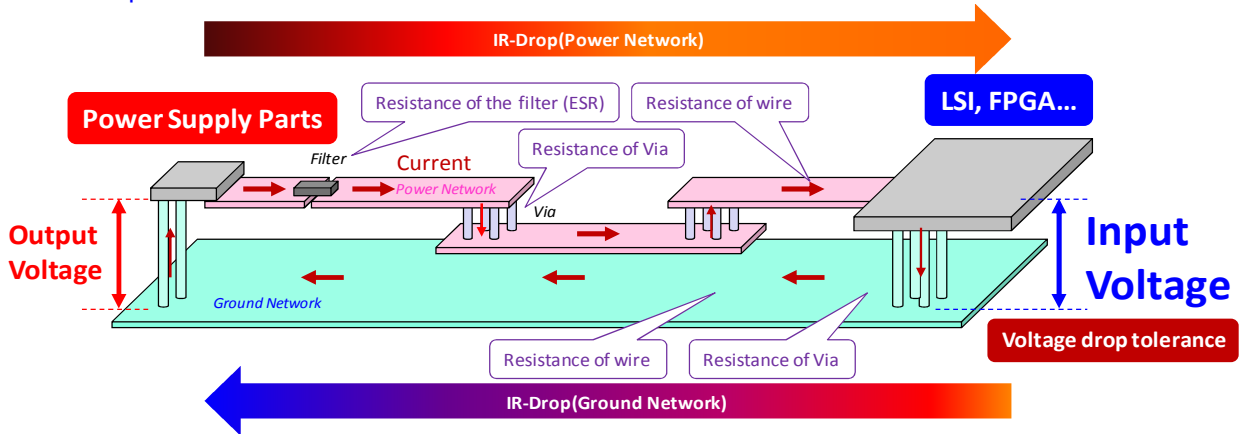 IR-Drop(Power Network)
Power Supply Parts
Resistance of the filter (ESR)
Resistance of wire
LSI, FPGA...
Filter
Current
Resistance of Via
Power Network
Via
Output
Voltage
Input
Voltage
Ground Network
Resistance of wire
Resistance of Via
Voltage drop tolerance
IR-Drop(Ground Network)